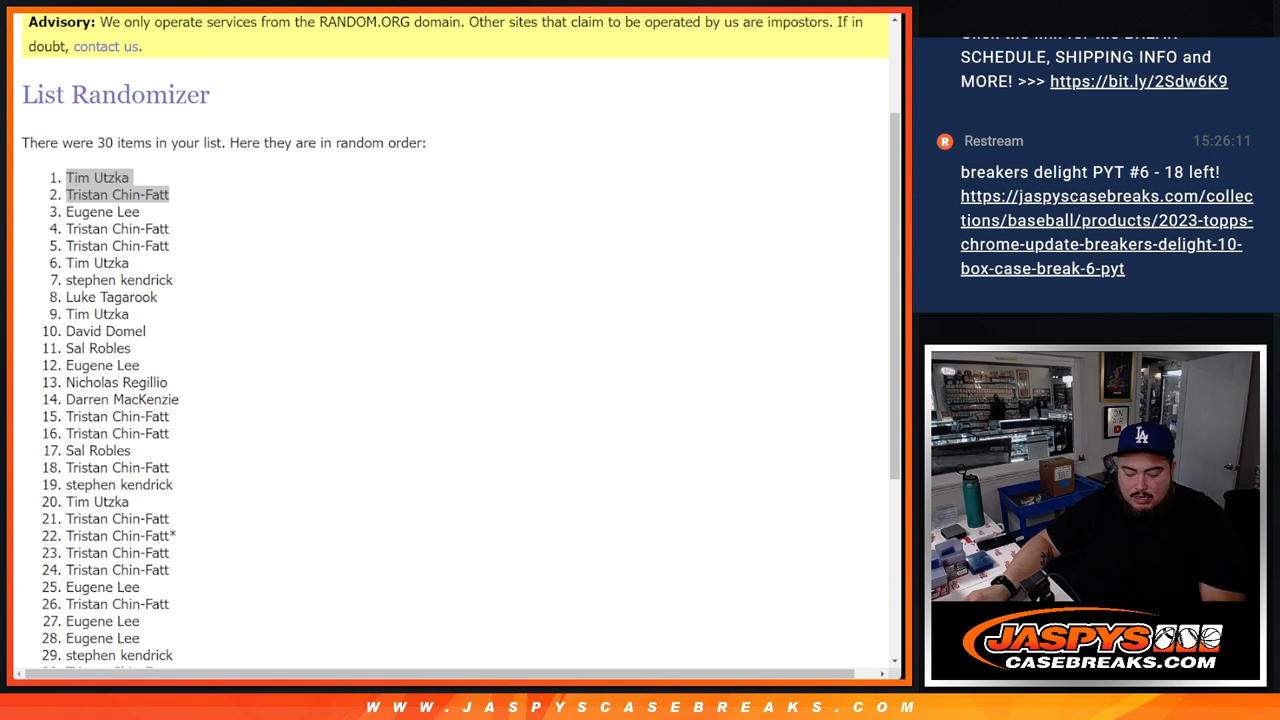 Advisory: We only operate services from the RANDOM.ORG domain. Other sites that claim to be operated by us are impostors. If in
doubt, contact us.
List Randomizer
There were 30 items in your list. Here they are in random order:
1. Tim Utzka
2. Tristan Chin-Fatt
3. Eugene Lee
4. Tristan Chin-Fatt
5. Tristan Chin-Fatt
6. Tim Utzka
7. stephen kendrick
8. Luke Tagarook
9. Tim Utzka
10. David Domel
11. Sal Robles
12. Eugene Lee
13. Nicholas Regillio
14. Darren MacKenzie
15. Tristan Chin-Fatt
16. Tristan Chin-Fatt
17. Sal Robles
18. Tristan Chin-Fatt
19. stephen kendrick
20. Tim Utzka
21. Tristan Chin-Fatt
22. Tristan Chin-Fatt*
23. Tristan Chin-Fatt
24. Tristan Chin-Fatt
25. Eugene Lee
26. Tristan Chin-Fatt
27. Eugene Lee
28. Eugene Lee
29. stephen kendrick
SCHEDULE, SHIPPING INFO and
MORE! >>> https://bit.ly/2Sdw6K9
R Restream 15:26:11
breakers delight PYT #6 - 18 left!
https://jaspyscasebreaks.com/collec
tions/baseball/products/2023-topps-
chrome-update-breakers-delight-10-
box-case-break-6-pyt
LA
ON
AIR
JASPYS
CASEBREAKS.COM
WWW.JASPYSCASEBREAKS.COM